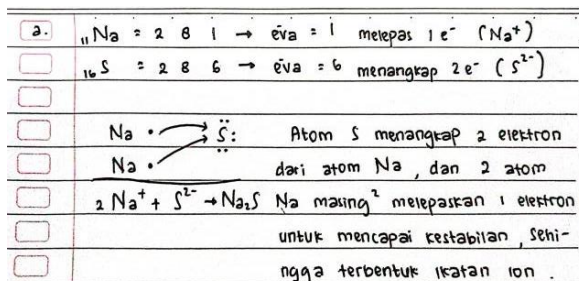 a. ₁₁Na = 2 8 1 → eva = 1 melepas 1 e⁻ (Na⁺)
₁₆S = 2 8 6 → eva = 6 menangkap 2e⁻ (S²⁻)
Na • → S: Atom S menangkap 2 elektron
Na • dari atom Na, dan 2 atom
2 Na⁺ + S²⁻ → Na₂S Na masing² melepaskan 1 elektron
untuk mencapai kestabilan, sehi-
ngga terbentuk ikatan ion.